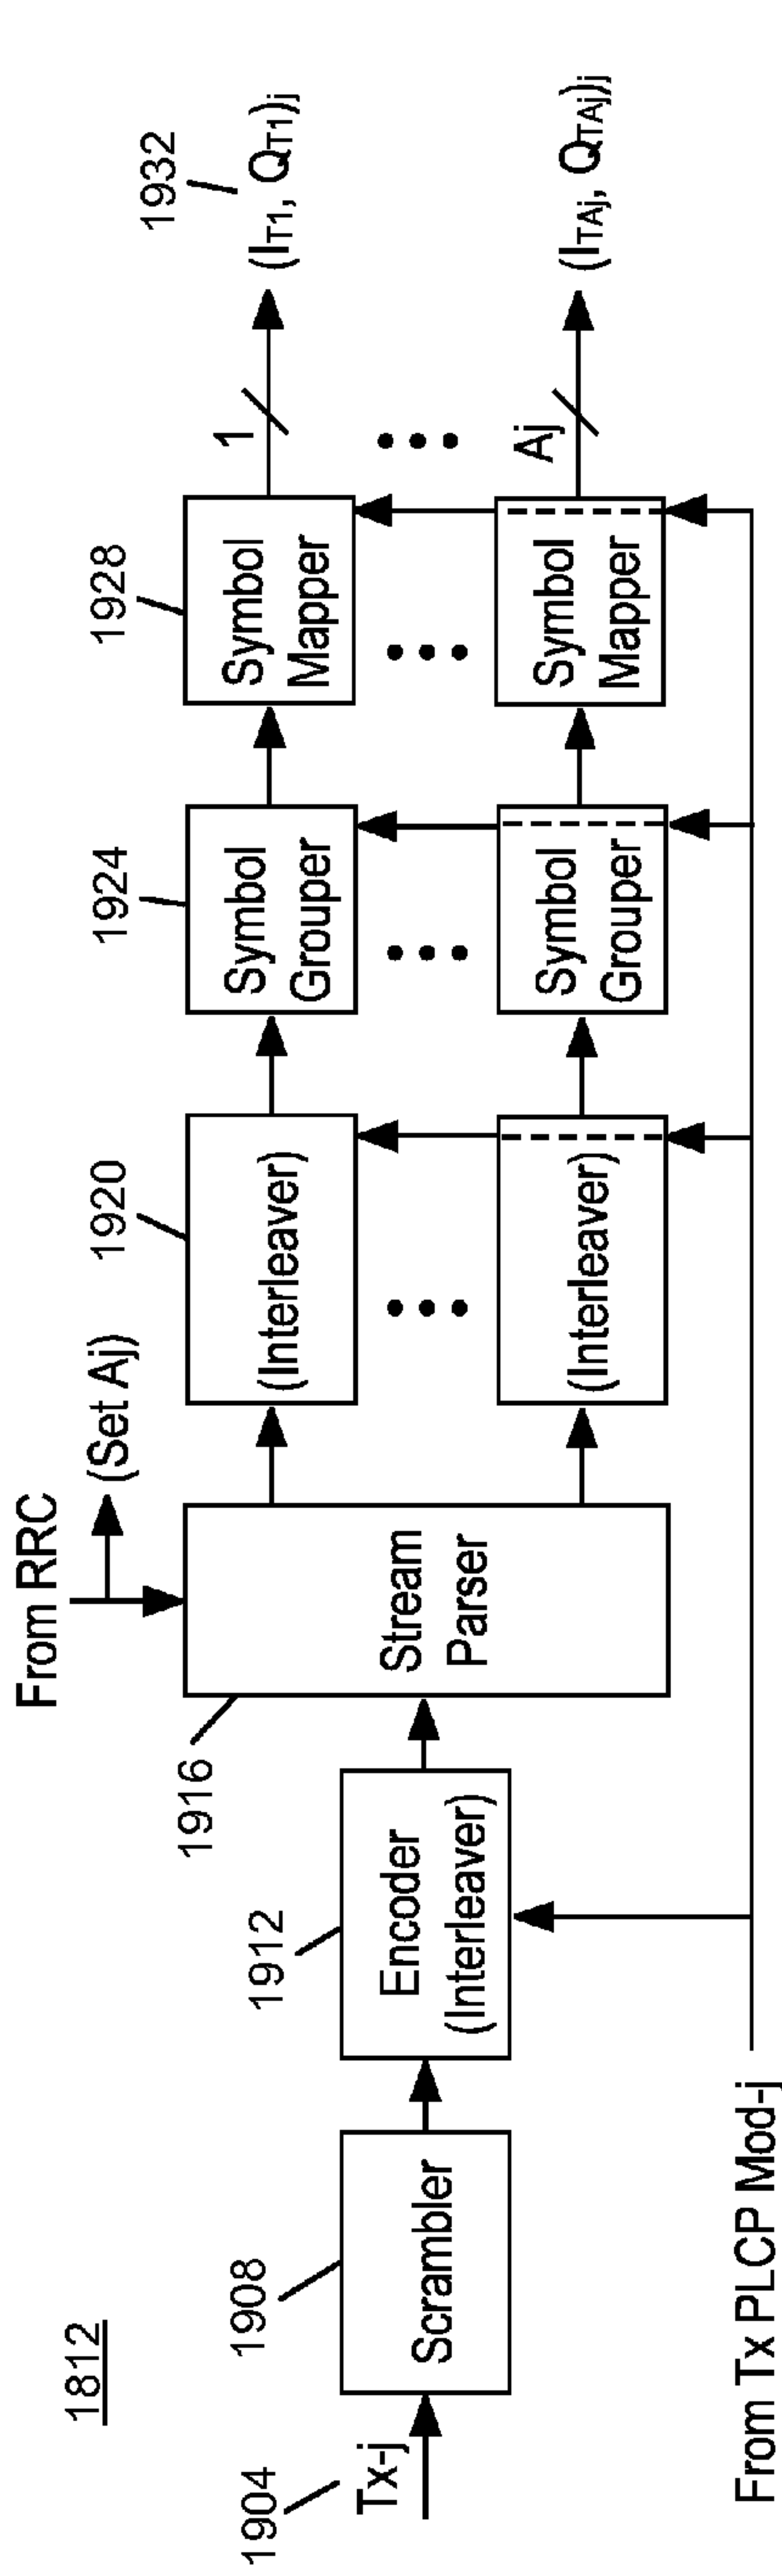 1812
1904
Tx-j
1908
Scrambler
1912
Encoder
(Interleaver)
1916
Stream
Parser
From RRC
(Set Aj)
1920
(Interleaver)
(Interleaver)
1924
Symbol
Grouper
Symbol
Grouper
1928
Symbol
Mapper
Symbol
Mapper
1
Aj
1932
(IT1, QT1)j
(ITAj, QTAj)j
From Tx PLCP Mod-j